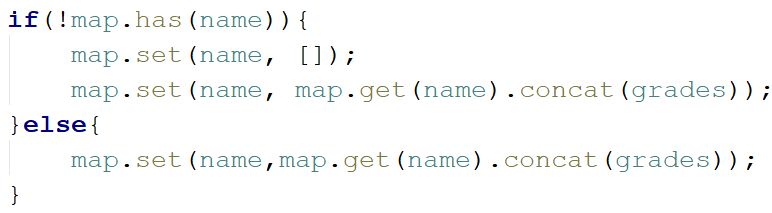 if(!map.has(name)){
    map.set(name, []);
    map.set(name, map.get(name).concat(grades));
}else{
    map.set(name,map.get(name).concat(grades));
}